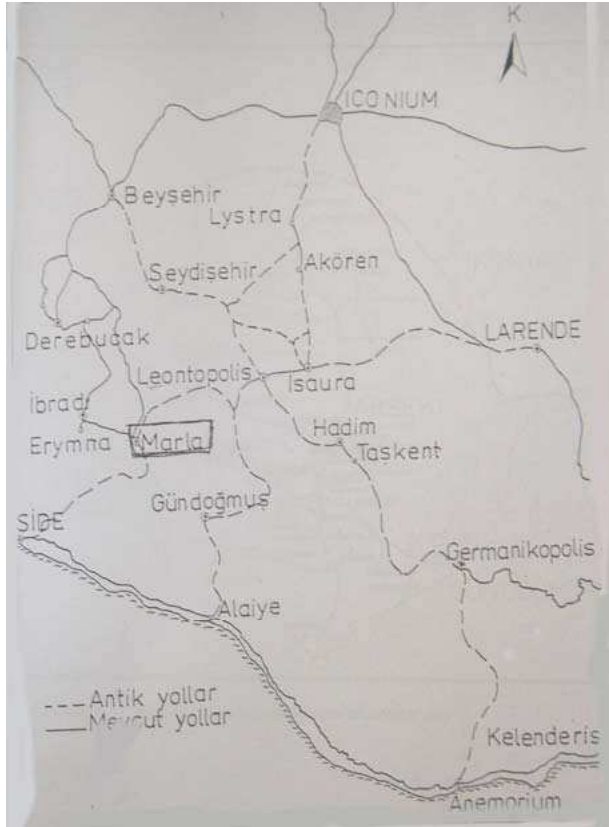 K
ICONIUM
Beyşehir
Lystra
Akören
Seydişehir
Derebucak
LARENDE
Leontopolis
Isaura
İbradı
Hadim
Erymna
Marla
Taşkent
Gündoğmuş
SİDE
Germanikopolis
Alaiye
Antik yollar
Mevcut yollar
Kelenderis
Anemorium